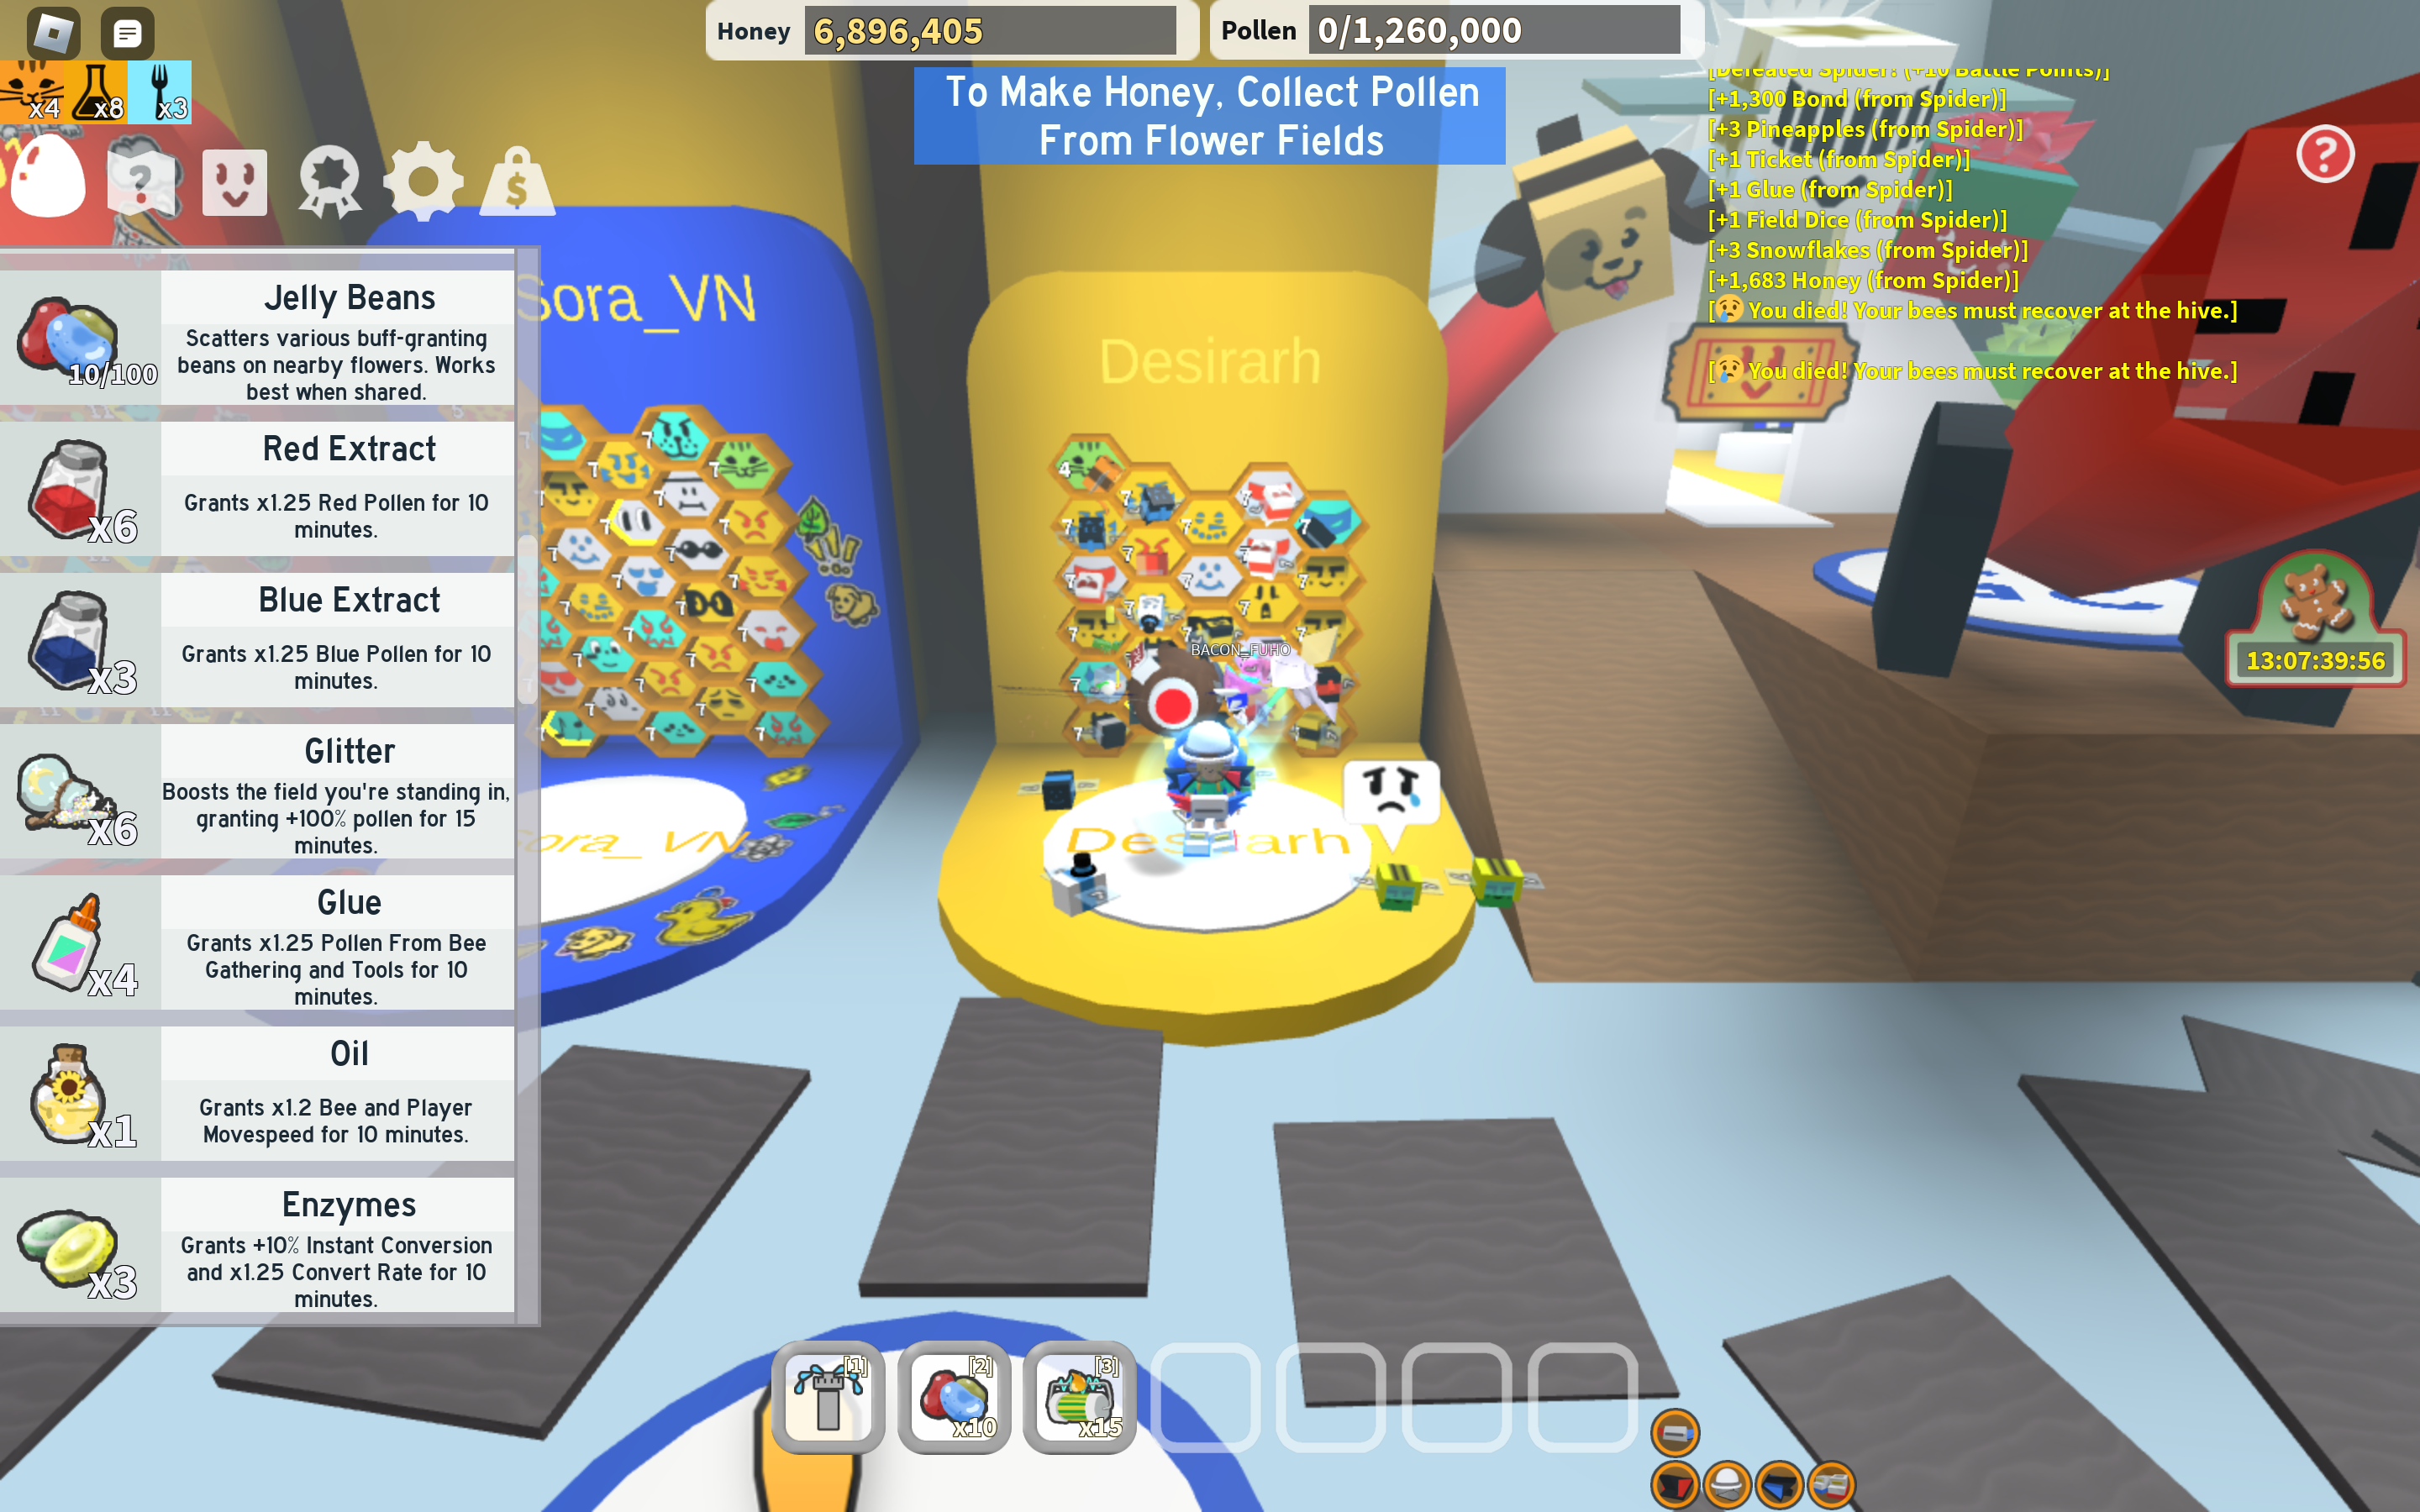 Honey 6,896,405
Pollen 0/1,260,000
To Make Honey, Collect Pollen
From Flower Fields
x4 x8 x3
[Defeated Spider! (+10 Battle Points)]
[+1,300 Bond (from Spider)]
[+3 Pineapples (from Spider)]
[+1 Ticket (from Spider)]
[+1 Glue (from Spider)]
[+1 Field Dice (from Spider)]
[+3 Snowflakes (from Spider)]
[+1,683 Honey (from Spider)]
[😢 You died! Your bees must recover at the hive.]
[😢 You died! Your bees must recover at the hive.]
Jelly Beans
Scatters various buff-granting
beans on nearby flowers. Works
best when shared.
10/100
Red Extract
Grants x1.25 Red Pollen for 10
minutes.
x6
Blue Extract
Grants x1.25 Blue Pollen for 10
minutes.
x3
Glitter
Boosts the field you're standing in,
granting +100% pollen for 15
minutes.
x6
Glue
Grants x1.25 Pollen From Bee
Gathering and Tools for 10
minutes.
x4
Oil
Grants x1.2 Bee and Player
Movespeed for 10 minutes.
x1
Enzymes
Grants +10% Instant Conversion
and x1.25 Convert Rate for 10
minutes.
x3
Sora_VN
Desirarh
BACON_FUHO
13:07:39:56
[1]
[2]
x10
[3]
x15